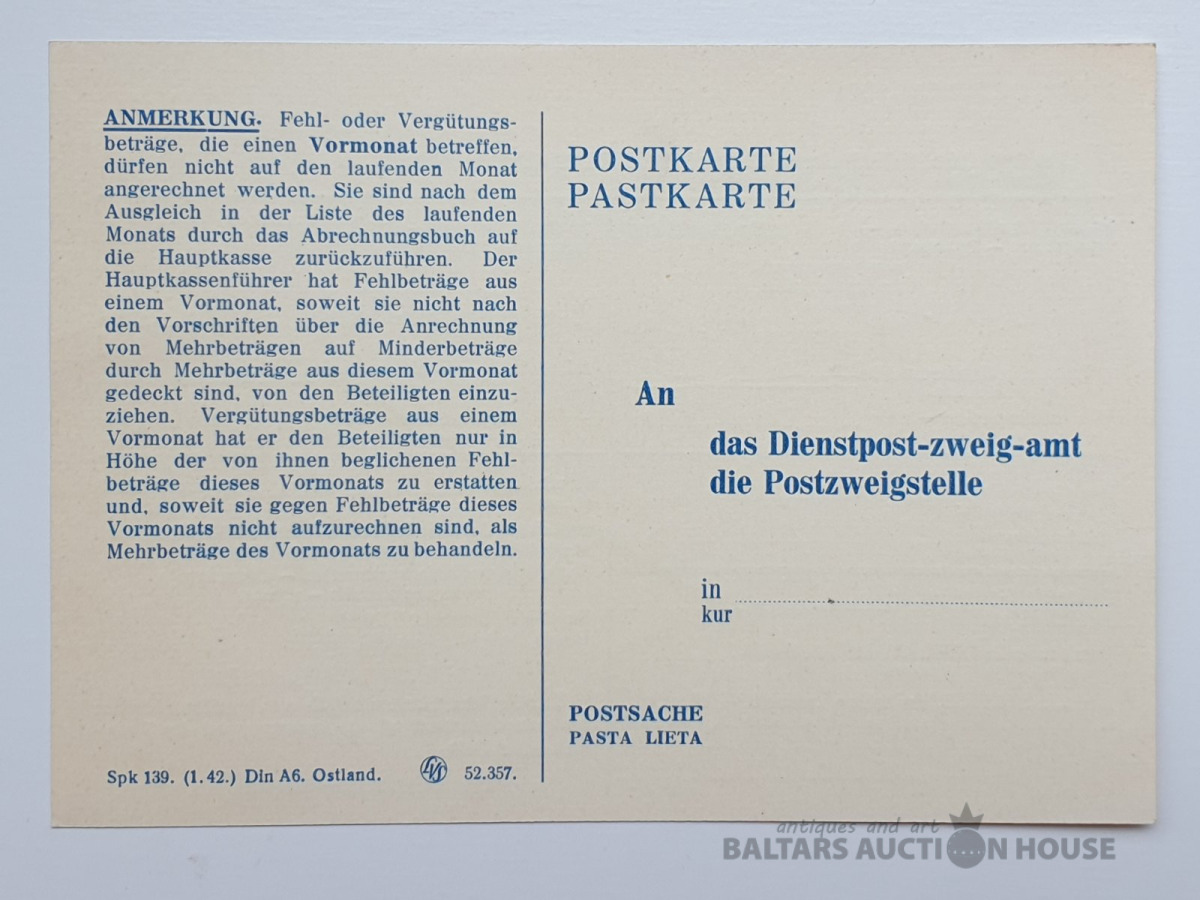 ANMERKUNG. Fehl- oder Vergütungs-
beträge, die einen Vormonat betreffen,
dürfen nicht auf den laufenden Monat
angerechnet werden. Sie sind nach dem
Ausgleich in der Liste des laufenden
Monats durch das Abrechnungsbuch auf
die Hauptkasse zurückzuführen. Der
Hauptkassenführer hat Fehlbeträge aus
einem Vormonat, soweit sie nicht nach
den Vorschriften über die Anrechnung
von Mehrbeträgen auf Minderbeträge
durch Mehrbeträge aus diesem Vormonat
gedeckt sind, von den Beteiligten einzu-
ziehen. Vergütungsbeträge aus einem
Vormonat hat er den Beteiligten nur in
Höhe der von ihnen beglichenen Fehl-
beträge dieses Vormonats zu erstatten
und, soweit sie gegen Fehlbeträge dieses
Vormonats nicht aufzurechnen sind, als
Mehrbeträge des Vormonats zu behandeln.
Spk 139. (1.42.) Din A6. Ostland. LVS 52.357.
POSTKARTE
PASTKARTE
An
das Dienstpost-zweig-amt
die Postzweigstelle
in
kur
POSTSACHE
PASTA LIETA
antiques and art
BALTARS AUCTION HOUSE